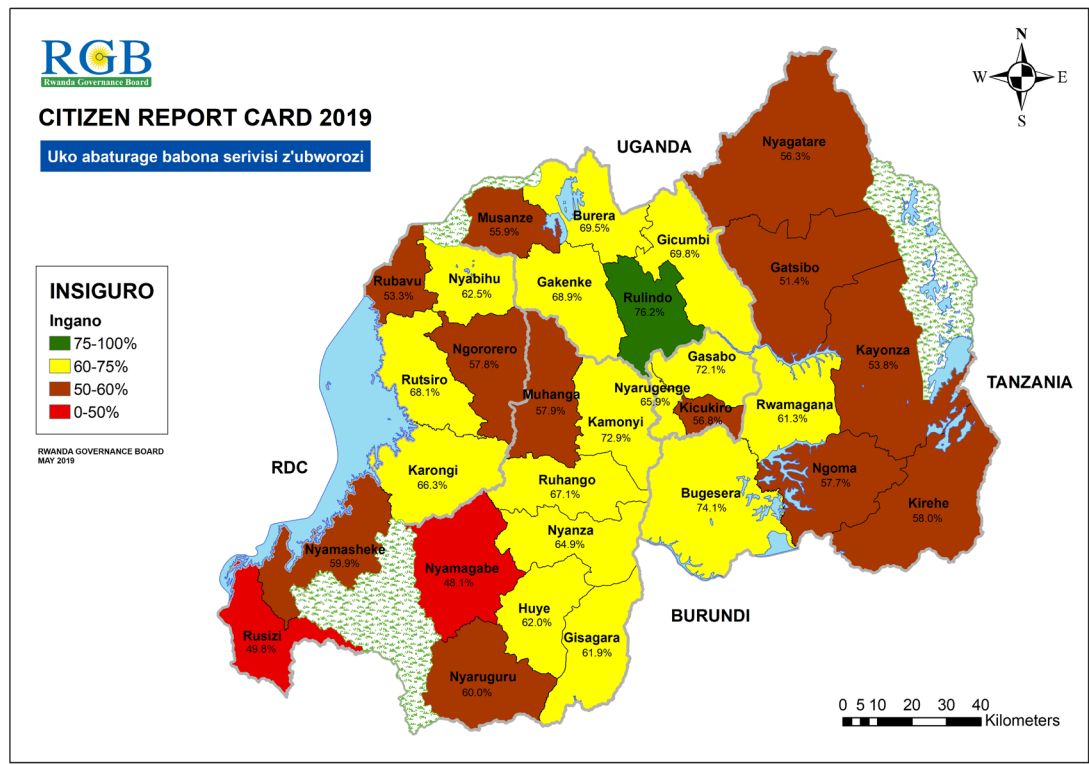 RGB
Rwanda Governance Board
CITIZEN REPORT CARD 2019
Uko abaturage babona serivisi z'ubworozi
N
W
E
S
UGANDA
Nyagatare
56.3%
Musanze
55.9%
Burera
69.5%
Gicumbi
69.8%
Gatsibo
51.4%
Rubavu
53.3%
Nyabihu
62.5%
Gakenke
68.9%
Rulindo
76.2%
INSIGURO
Ingano
75-100%
60-75%
50-60%
0-50%
RWANDA GOVERNANCE BOARD
MAY 2019
Ngororero
57.8%
Rutsiro
68.1%
Muhanga
57.9%
Gasabo
72.1%
Nyarugenge
65.9%
Kicukiro
56.8%
Kamonyi
72.9%
Rwamagana
61.3%
Kayonza
53.8%
TANZANIA
RDC
Karongi
66.3%
Ruhango
67.1%
Bugesera
74.1%
Ngoma
57.7%
Kirehe
58.0%
Nyamasheke
59.9%
Nyanza
64.9%
Nyamagabe
48.1%
Huye
62.0%
Gisagara
61.9%
BURUNDI
Rusizi
49.8%
Nyaruguru
60.0%
0 5 10 20 30 40
Kilometers